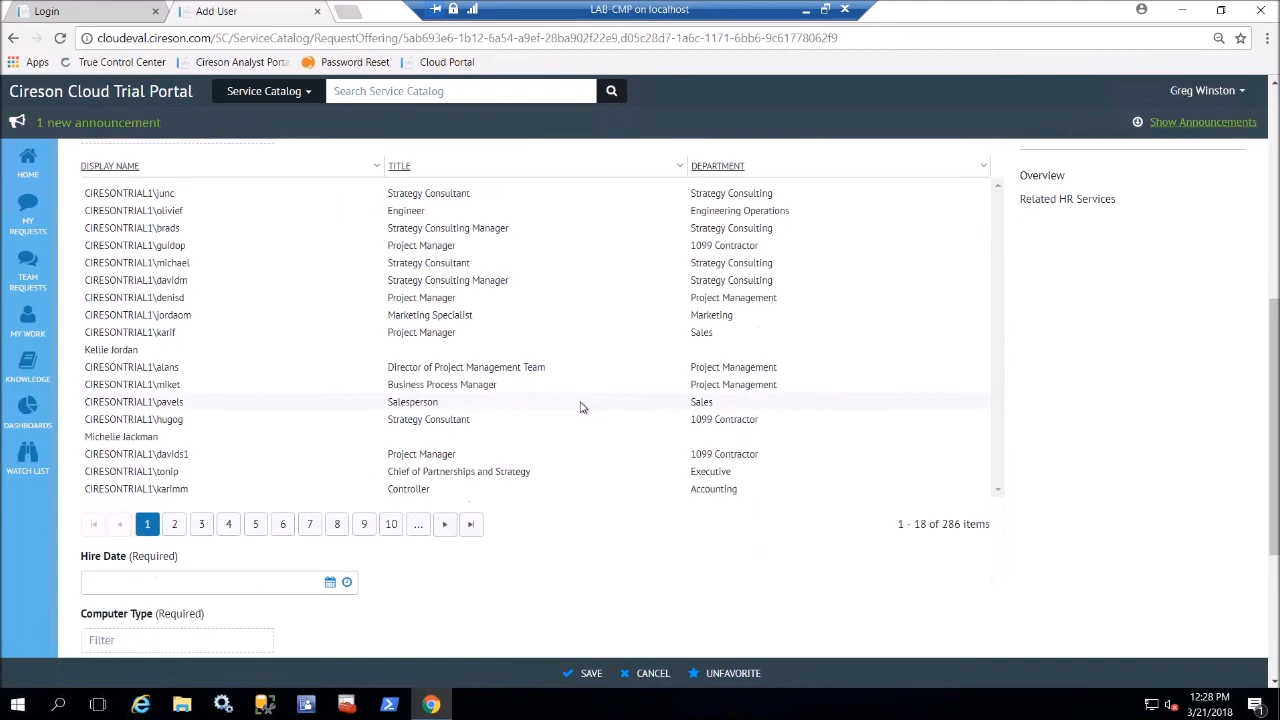 Login
Add User
LAB-CMP on localhost
cloudeval.cireson.com/SC/ServiceCatalog/RequestOffering/5ab693e6-1b12-6a54-a9ef-28ba902f22e9,d05c28d7-1a6c-1171-6bb6-9c61778062f9
Apps True Control Center Cireson Analyst Porta Password Reset Cloud Portal
Cireson Cloud Trial Portal Service Catalog Search Service Catalog Greg Winston
1 new announcement Show Announcements
HOME
MY REQUESTS
TEAM REQUESTS
MY WORK
KNOWLEDGE
DASHBOARDS
WATCH LIST
DISPLAY NAME TITLE DEPARTMENT
CIRESONTRIAL1\junc Strategy Consultant Strategy Consulting
CIRESONTRIAL1\olivief Engineer Engineering Operations
CIRESONTRIAL1\brads Strategy Consulting Manager Strategy Consulting
CIRESONTRIAL1\guidop Project Manager 1099 Contractor
CIRESONTRIAL1\michael Strategy Consultant Strategy Consulting
CIRESONTRIAL1\davidm Strategy Consulting Manager Strategy Consulting
CIRESONTRIAL1\denisd Project Manager Project Management
CIRESONTRIAL1\jordaom Marketing Specialist Marketing
CIRESONTRIAL1\karif Project Manager Sales
Kellie Jordan
CIRESONTRIAL1\alans Director of Project Management Team Project Management
CIRESONTRIAL1\miket Business Process Manager Project Management
CIRESONTRIAL1\pavels Salesperson Sales
CIRESONTRIAL1\hugog Strategy Consultant 1099 Contractor
Michelle Jackman
CIRESONTRIAL1\davids1 Project Manager 1099 Contractor
CIRESONTRIAL1\tonip Chief of Partnerships and Strategy Executive
CIRESONTRIAL1\karimm Controller Accounting
1 2 3 4 5 6 7 8 9 10 ... 1 - 18 of 286 items
Hire Date (Required)
Computer Type (Required)
Filter
Overview
Related HR Services
SAVE CANCEL UNFAVORITE
12:28 PM
3/21/2018
1